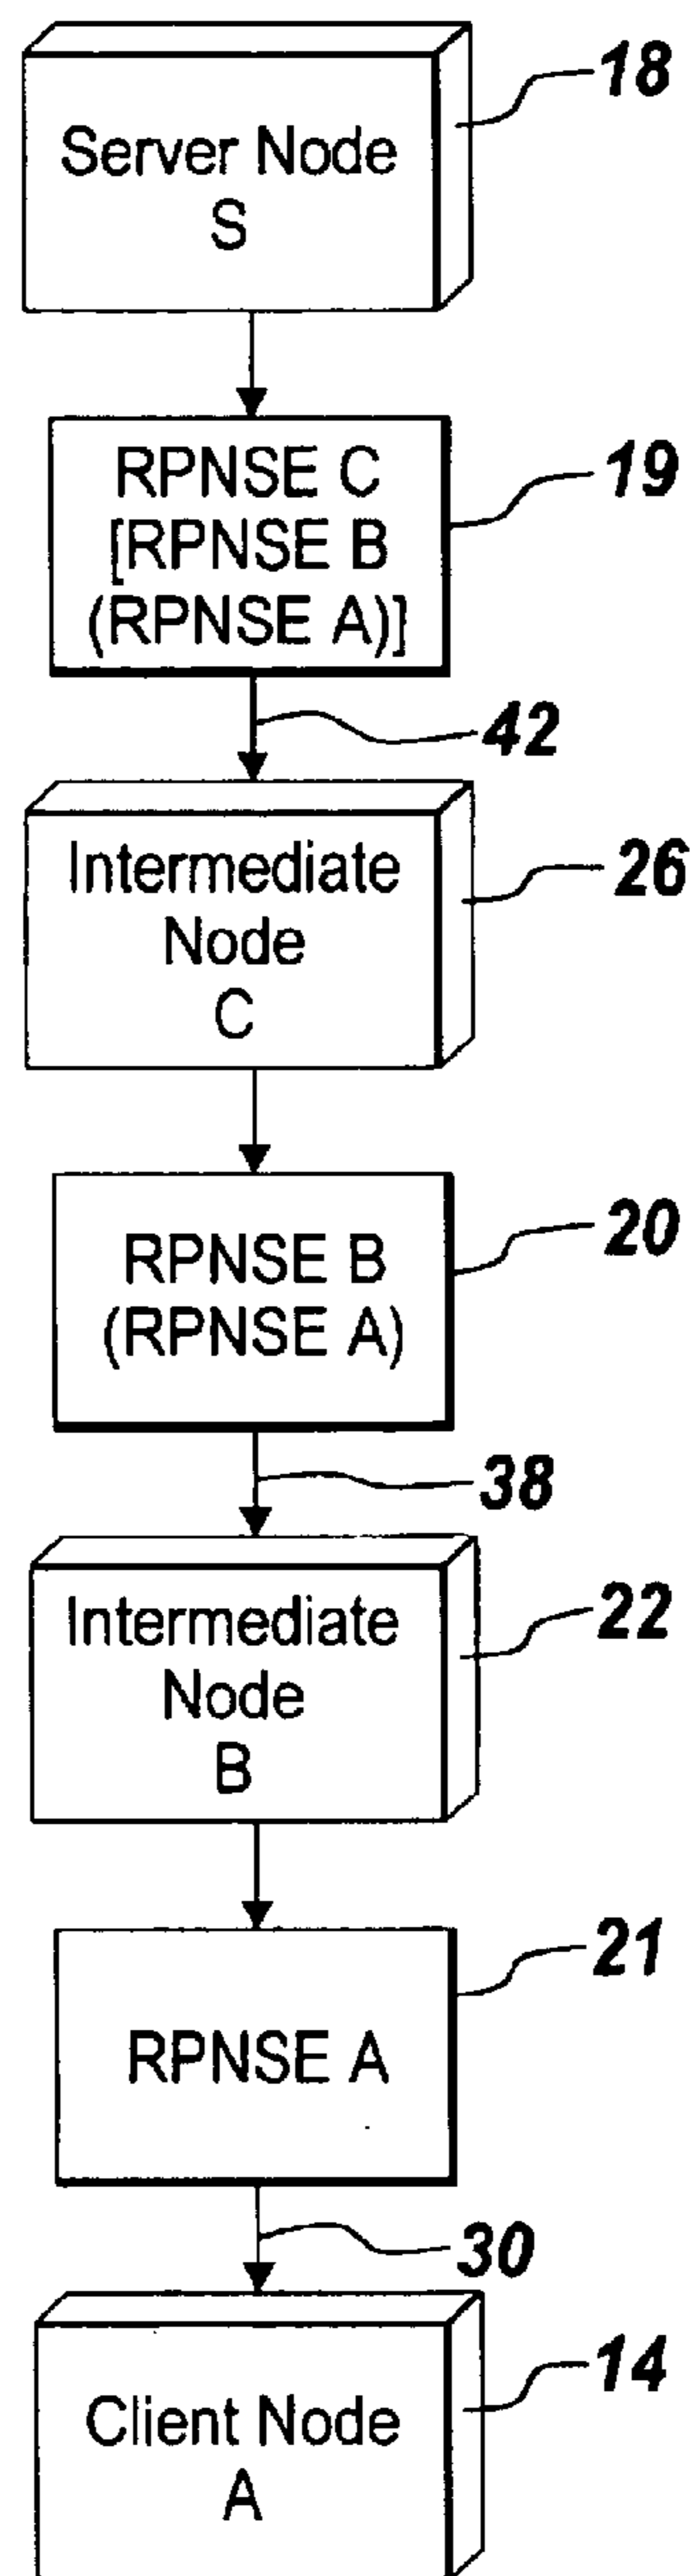 Server Node
S
18
RPNSE C
[RPNSE B
(RPNSE A)]
19
42
Intermediate
Node
C
26
RPNSE B
(RPNSE A)
20
38
Intermediate
Node
B
22
RPNSE A
21
30
Client Node
A
14